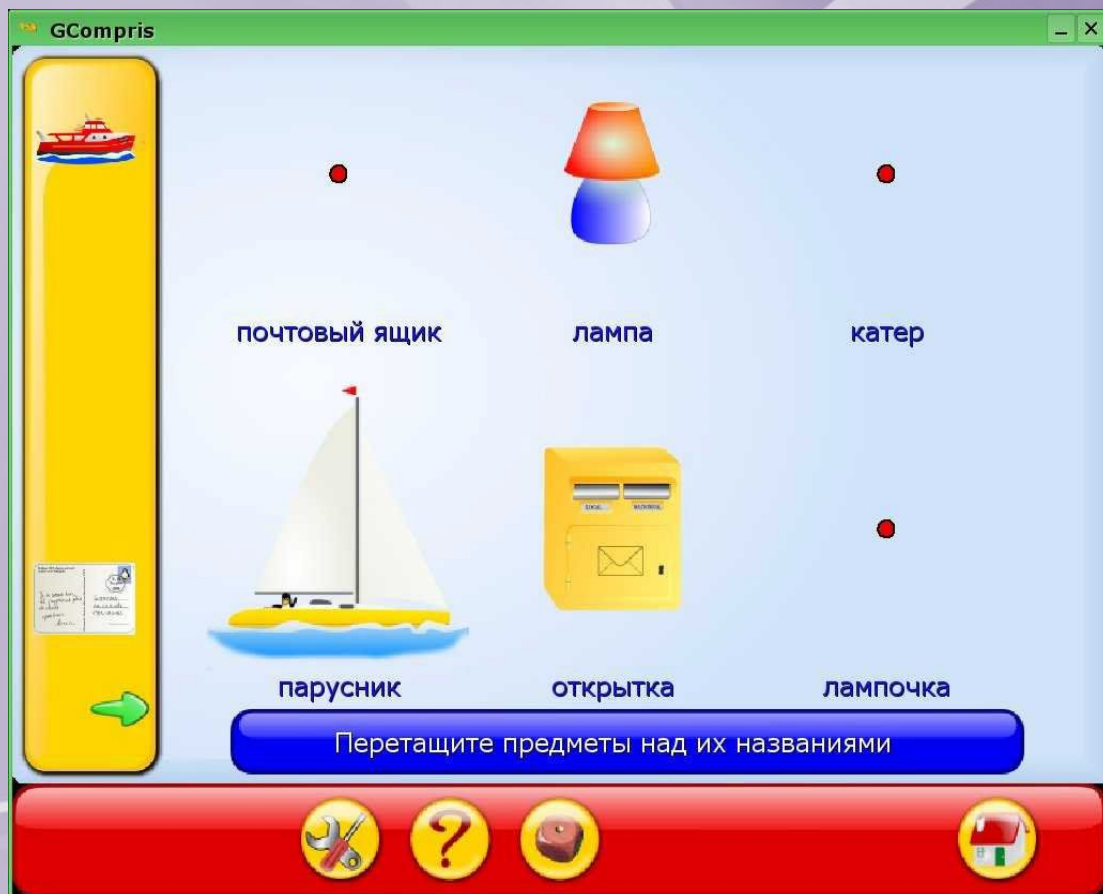 GCompris
почтовый ящик
лампа
катер
парусник
открытка
лампочка
Перетащите предметы над их названиями